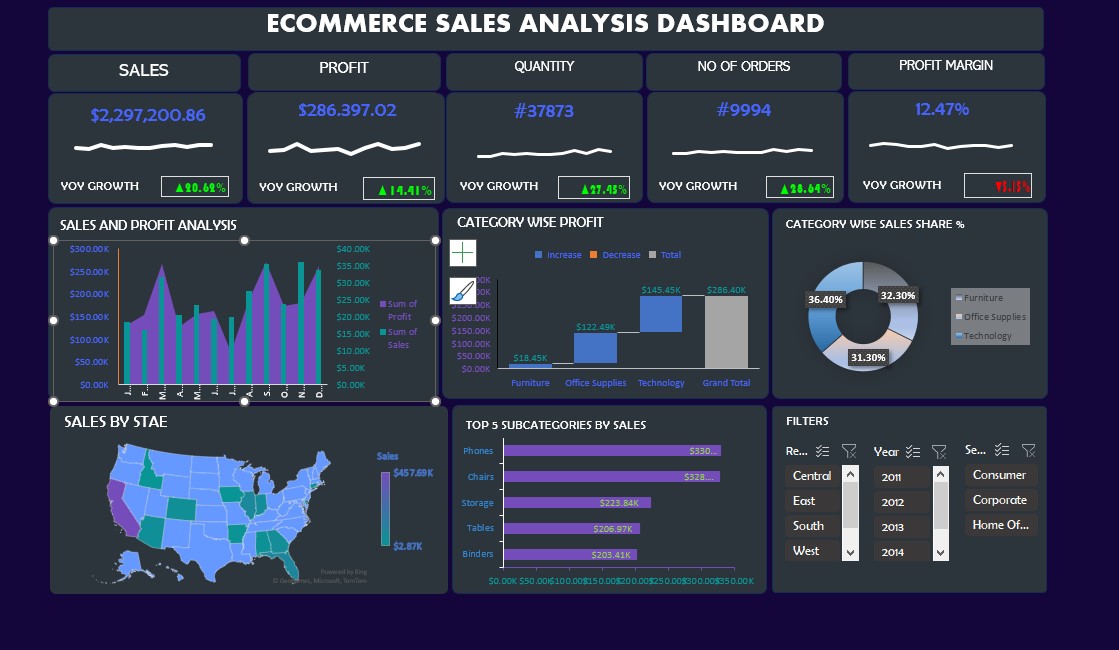 ECOMMERCE SALES ANALYSIS DASHBOARD
SALES
PROFIT
QUANTITY
NO OF ORDERS
PROFIT MARGIN
$2,297,200.86
$286,397.02
#37873
#9994
12.47%
YOY GROWTH
▲20.62%
YOY GROWTH
▲14.41%
YOY GROWTH
▲27.45%
YOY GROWTH
▲28.64%
YOY GROWTH
SALES AND PROFIT ANALYSIS
$300.00K
$250.00K
$200.00K
$150.00K
$100.00K
$50.00K
$0.00K
$40.00K
$35.00K
$30.00K
$25.00K
$20.00K
$15.00K
$10.00K
$5.00K
$0.00K
J...
F...
M...
A...
M...
J...
J...
A...
S...
O...
N...
D...
Sum of
Profit
Sum of
Sales
CATEGORY WISE PROFIT
Increase
Decrease
Total
$200.00K
$150.00K
$100.00K
$50.00K
$0.00K
$18.45K
$122.49K
$145.45K
$286.40K
Furniture
Office Supplies
Technology
Grand Total
CATEGORY WISE SALES SHARE %
36.40%
32.30%
31.30%
Furniture
Office Supplies
Technology
SALES BY STAE
Sales
$457.69K
$2.87K
Powered by Bing
© GeoNames, Microsoft, TomTom
TOP 5 SUBCATEGORIES BY SALES
Phones
$330...
Chairs
$328....
Storage
$223.84K
Tables
$206.97K
Binders
$203.41K
$0.00K $50.00K $100.00K $150.00K $200.00K $250.00K $300.00K $350.00K
FILTERS
Re...
Central
East
South
West
Year
2011
2012
2013
2014
Se...
Consumer
Corporate
Home Of...